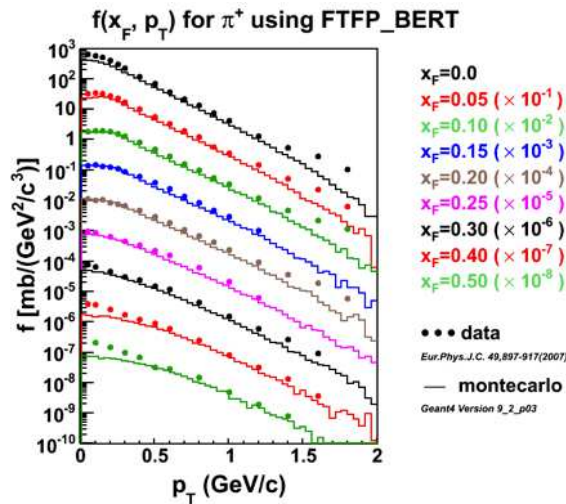 f(x_F, p_T) for π⁺ using FTFP_BERT
f [mb/(GeV²/c³)]
10³
10²
10
1
10⁻¹
10⁻²
10⁻³
10⁻⁴
10⁻⁵
10⁻⁶
10⁻⁷
10⁻⁸
10⁻⁹
10⁻¹⁰
0 0.5 1 1.5 2
p_T (GeV/c)
x_F=0.0
x_F=0.05 (× 10⁻¹)
x_F=0.10 (× 10⁻²)
x_F=0.15 (× 10⁻³)
x_F=0.20 (× 10⁻⁴)
x_F=0.25 (× 10⁻⁵)
x_F=0.30 (× 10⁻⁶)
x_F=0.40 (× 10⁻⁷)
x_F=0.50 (× 10⁻⁸)
data
Eur.Phys.J.C. 49,897-917(2007)
montecarlo
Geant4 Version 9_2_p03